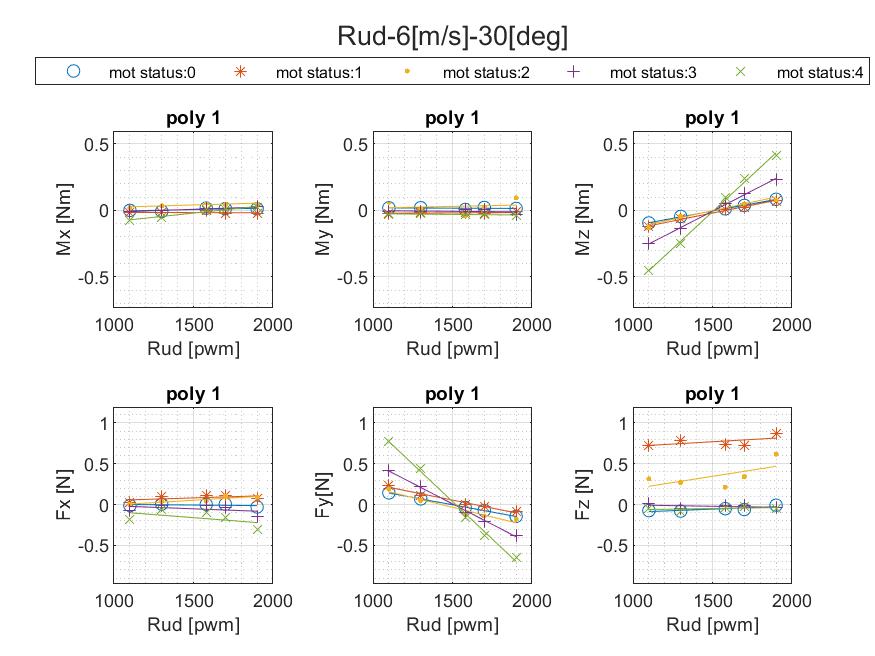 Rud-6[m/s]-30[deg]
mot status:0 mot status:1 mot status:2 mot status:3 mot status:4
poly 1 poly 1 poly 1
0.5 0.5 0.5
Mx [Nm] 0 My [Nm] 0 Mz [Nm] 0
-0.5 -0.5 -0.5
1000 1500 2000 1000 1500 2000 1000 1500 2000
Rud [pwm] Rud [pwm] Rud [pwm]
poly 1 poly 1 poly 1
1 1 1
0.5 0.5 0.5
Fx [N] 0 Fy[N] 0 Fz [N] 0
-0.5 -0.5 -0.5
1000 1500 2000 1000 1500 2000 1000 1500 2000
Rud [pwm] Rud [pwm] Rud [pwm]